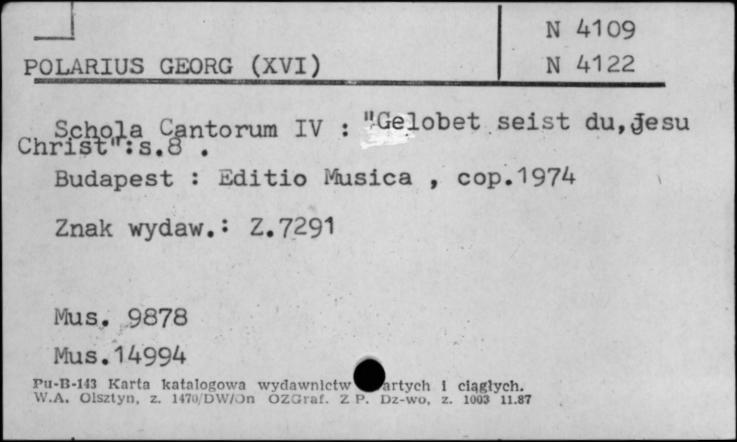 N 4109
POLARIUS GEORG (XVI)
N 4122
Schola Cantorum IV : "Gelobet seist du, Jesu
Christ":s.8 .
Budapest : Editio Musica , cop.1974
Znak wydaw.: Z.7291
Mus. 9878
Mus.14994
Pu-B-143 Karta katalogowa wydawnictw artych i ciągłych.
W.A. Olsztyn, z. 1470/DW/Dn OZGraf. Z P. Dz-wo, z. 1003 11.87